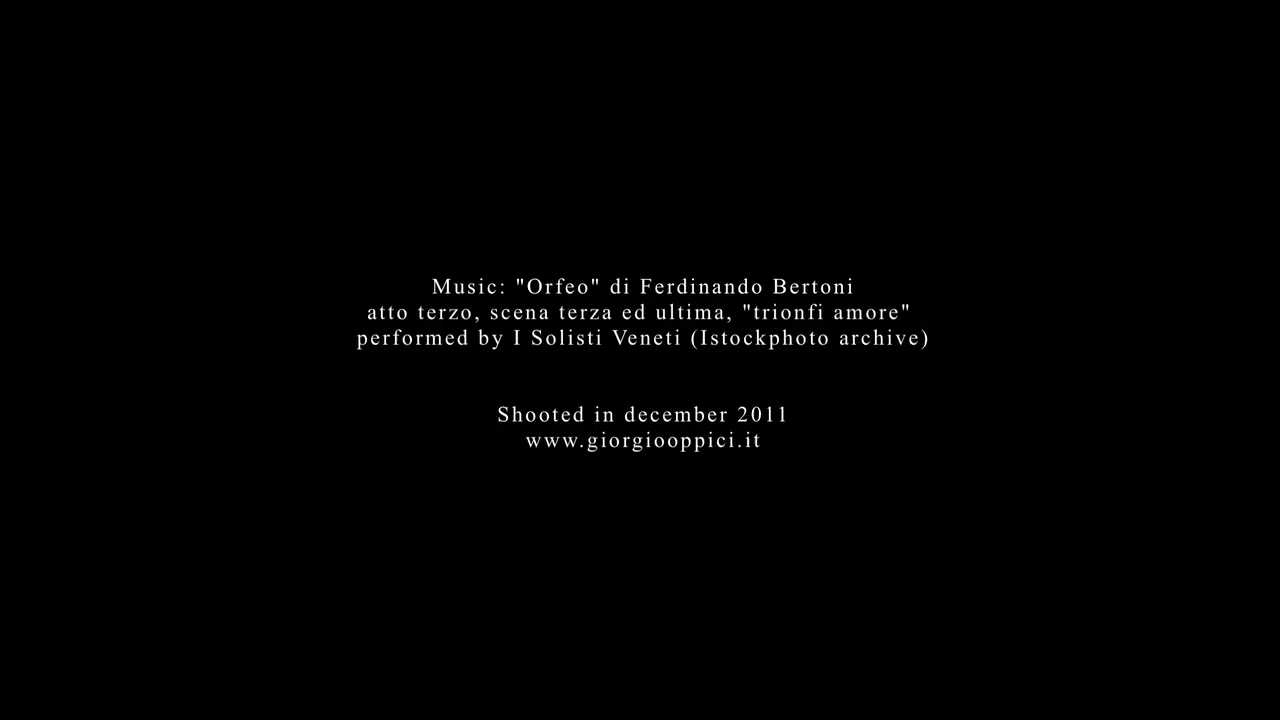 Music: "Orfeo" di Ferdinando Bertoni
atto terzo, scena terza ed ultima, "trionfi amore"
performed by I Solisti Veneti (Istockphoto archive)
Shooted in december 2011
www.giorgiooppici.it